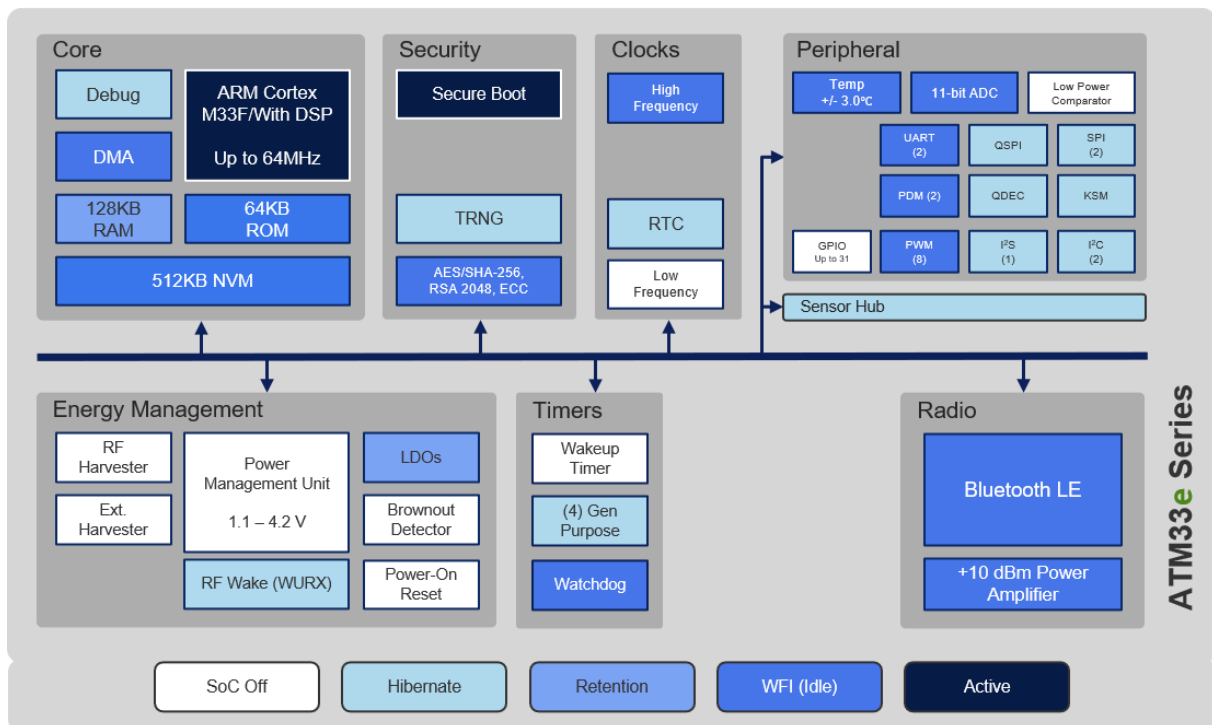 Core
Debug
ARM Cortex
M33F/With DSP
Up to 64MHz
DMA
128KB
RAM
64KB
ROM
512KB NVM
Security
Secure Boot
TRNG
AES/SHA-256,
RSA 2048, ECC
Clocks
High
Frequency
RTC
Low
Frequency
Peripheral
Temp
+/- 3.0℃
11-bit ADC
Low Power
Comparator
UART
(2)
QSPI
SPI
(2)
PDM (2)
QDEC
KSM
GPIO
Up to 31
PWM
(8)
I²S
(1)
I²C
(2)
Sensor Hub
Energy Management
RF
Harvester
Power
Management Unit
1.1 – 4.2 V
LDOs
Ext.
Harvester
Brownout
Detector
RF Wake (WURX)
Power-On
Reset
Timers
Wakeup
Timer
(4) Gen
Purpose
Watchdog
Radio
Bluetooth LE
+10 dBm Power
Amplifier
ATM33e Series
SoC Off
Hibernate
Retention
WFI (Idle)
Active